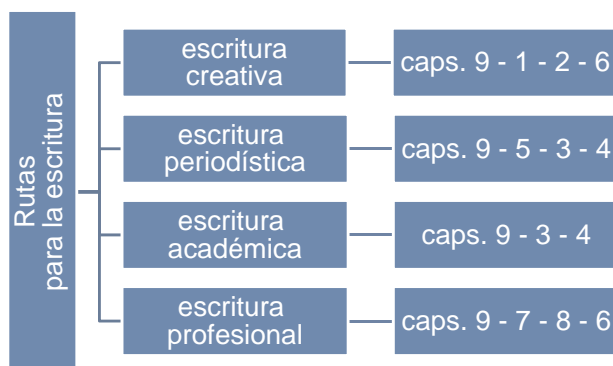 Rutas
para la escritura
escritura
creativa
caps. 9 - 1 - 2 - 6
escritura
periodística
caps. 9 - 5 - 3 - 4
escritura
académica
caps. 9 - 3 - 4
escritura
profesional
caps. 9 - 7 - 8 - 6